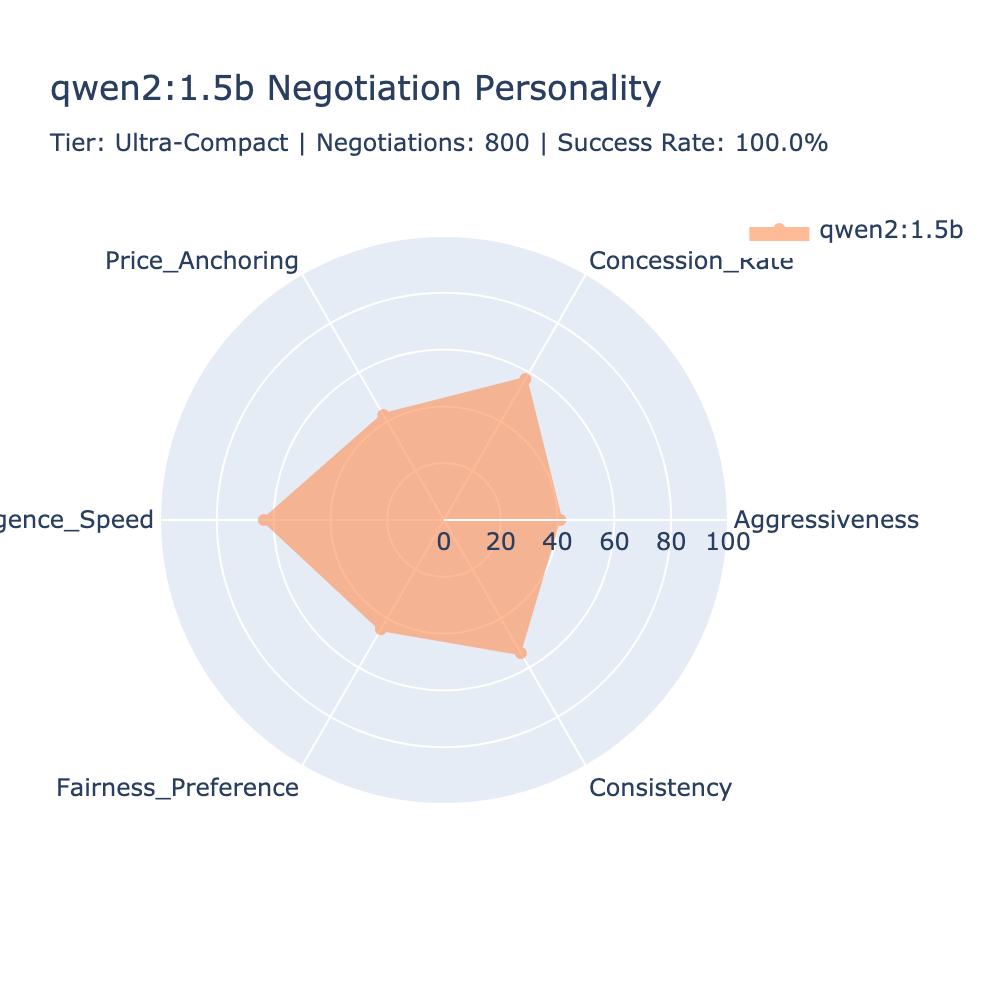 qwen2:1.5b Negotiation Personality
Tier: Ultra-Compact | Negotiations: 800 | Success Rate: 100.0%
qwen2:1.5b
Price_Anchoring
Concession_Rate
gence_Speed
Aggressiveness
0 20 40 60 80 100
Fairness_Preference
Consistency